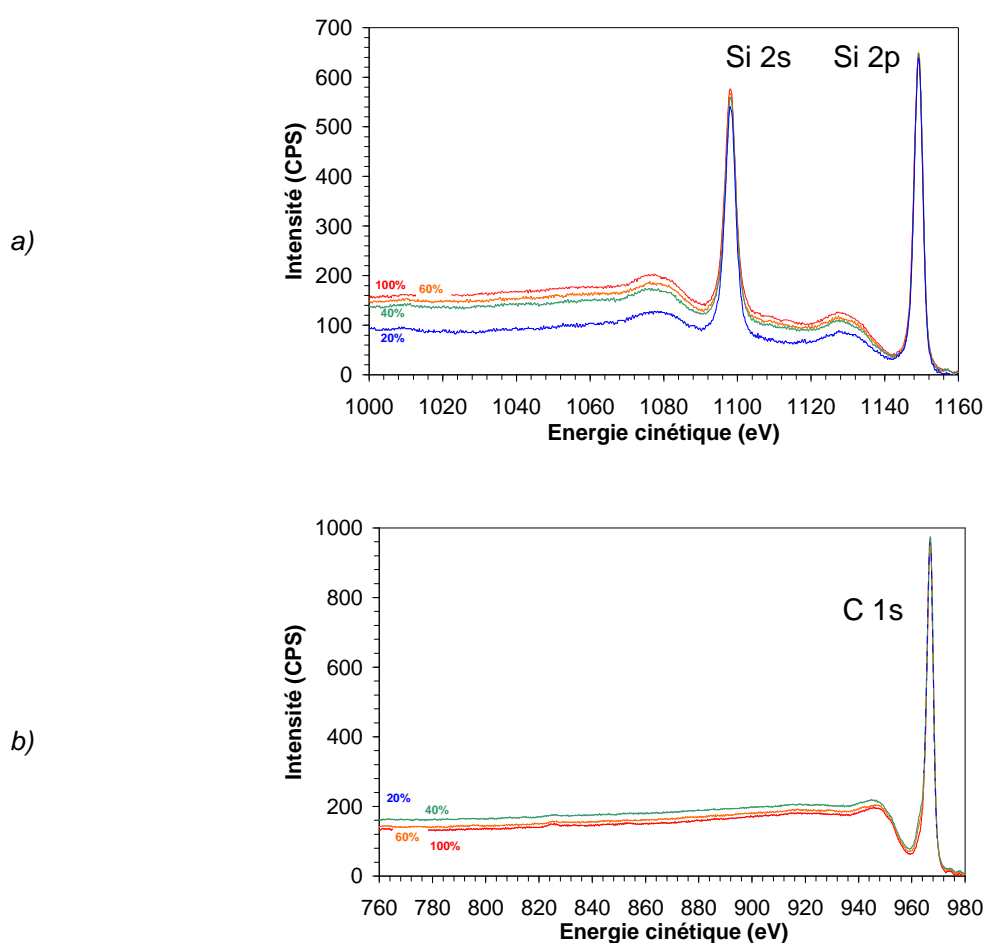 a)
Intensité (CPS)
700
600
500
400
300
200
100
0
Si 2s
Si 2p
100%
60%
40%
20%
1000 1020 1040 1060 1080 1100 1120 1140 1160
Energie cinétique (eV)
b)
Intensité (CPS)
1000
800
600
400
200
0
C 1s
20%
40%
60%
100%
760 780 800 820 840 860 880 900 920 940 960 980
Energie cinétique (eV)